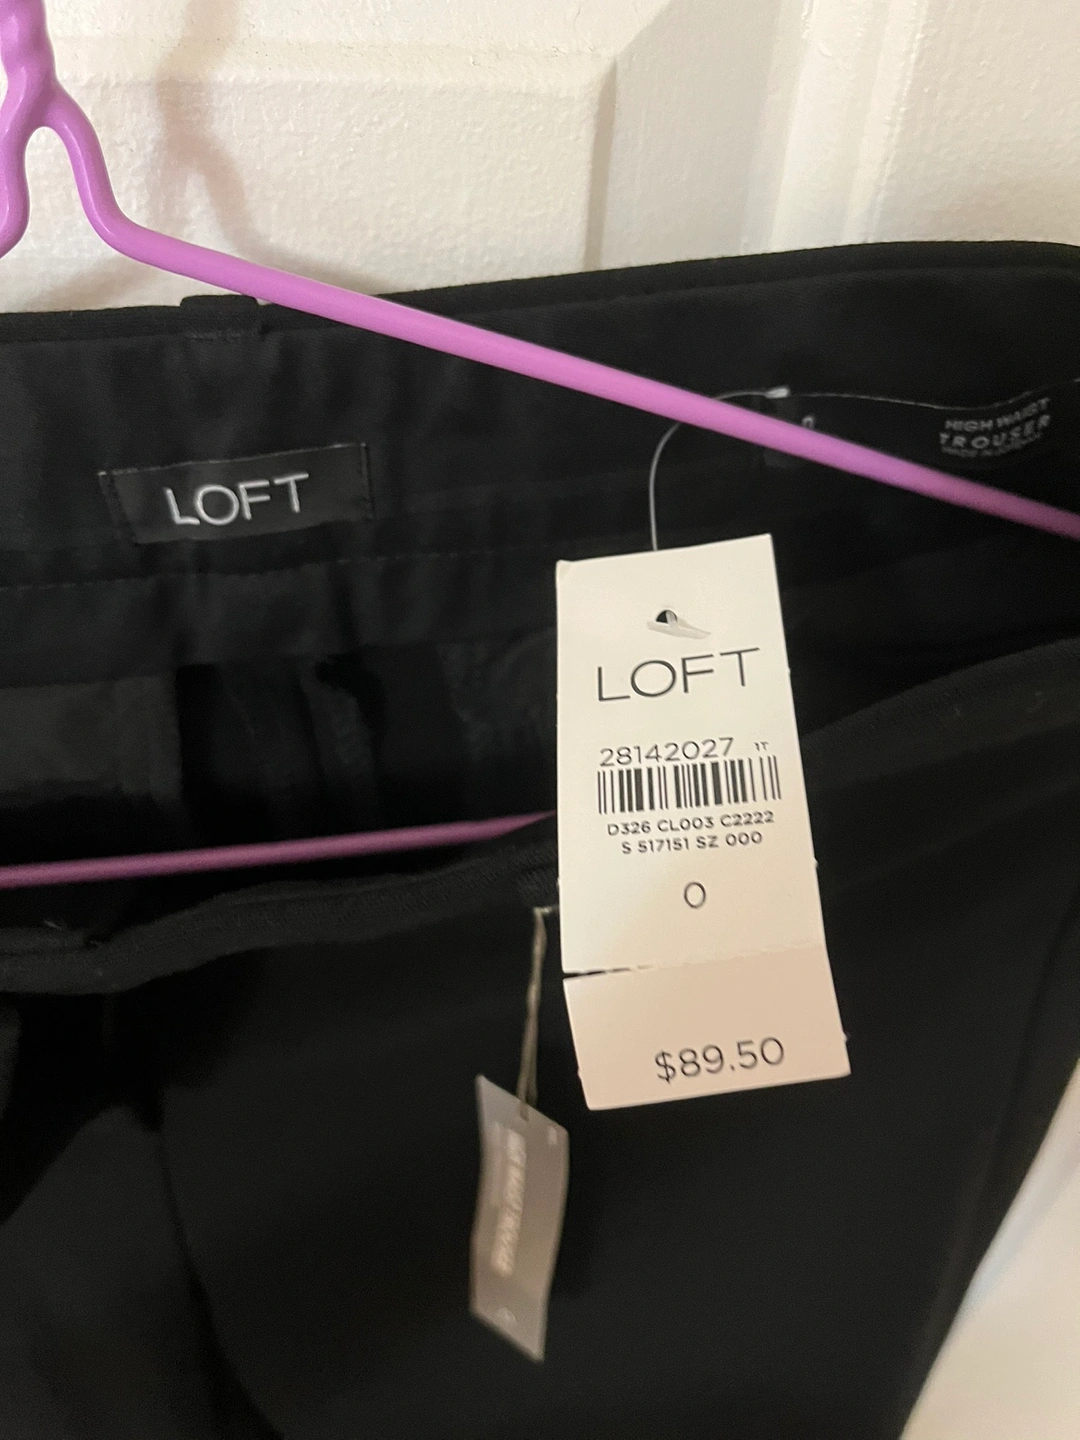 LOFT
HIGH WAIST
TROUSER
LOFT
28142027 1T
D326 CL003 C2222
S 517151 SZ 000
0
$89.50